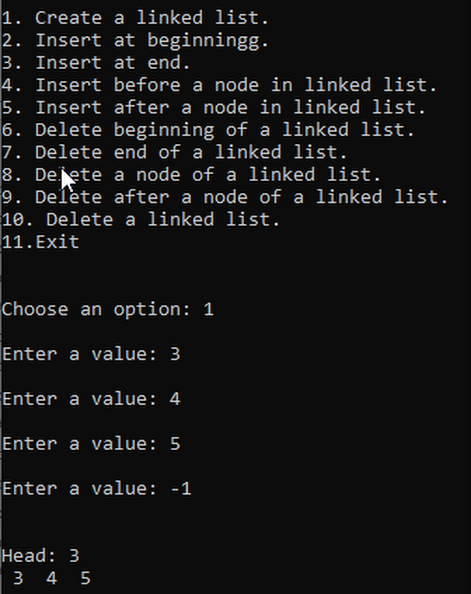 1. Create a linked list.
2. Insert at beginningg.
3. Insert at end.
4. Insert before a node in linked list.
5. Insert after a node in linked list.
6. Delete beginning of a linked list.
7. Delete end of a linked list.
8. Delete a node of a linked list.
9. Delete after a node of a linked list.
10. Delete a linked list.
11.Exit
Choose an option: 1
Enter a value: 3
Enter a value: 4
Enter a value: 5
Enter a value: -1
Head: 3
3 4 5